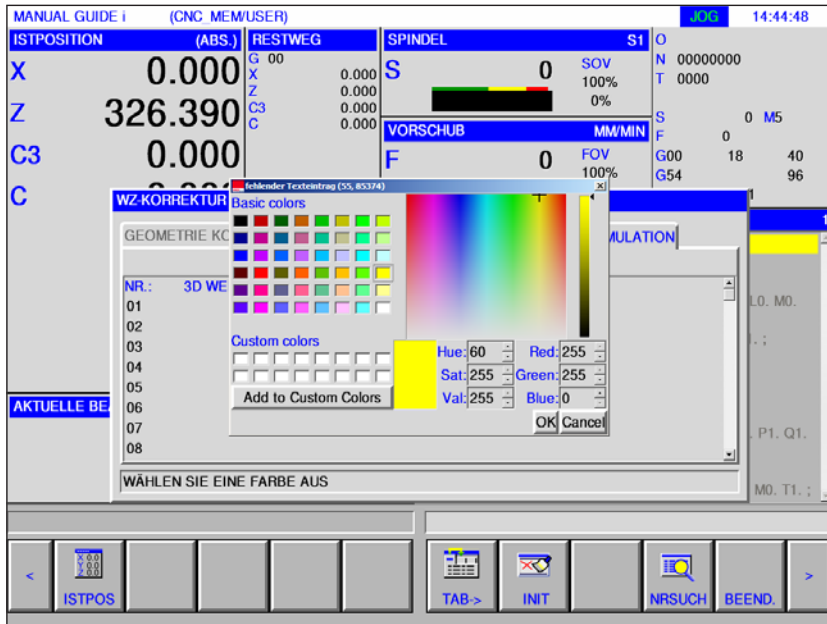 MANUAL GUIDE i (CNC_MEM/USER) JOG 14:44:48
ISTPOSITION (ABS.)
X 0.000
Z 326.390
C3 0.000
C
RESTWEG
G 00
X 0.000
Z 0.000
C3 0.000
C 0.000
SPINDEL S1
S 0 SOV
100%
0%
VORSCHUB MM/MIN
F 0 FOV
100%
O
N 00000000
T 0000
S 0 M5
F 0
G00 18 40
G54 96
1
1
WZ-KORREKTUR
GEOMETRIE KO
MULATION
NR.: 3D WE
01
02
03
04
05
06
07
08
WÄHLEN SIE EINE FARBE AUS
fehlender Texteintrag (55, 85374)
Basic colors
Custom colors
Add to Custom Colors
Hue: 60 Red: 255
Sat: 255 Green: 255
Val: 255 Blue: 0
OK Cancel
AKTUELLE BE
L0. M0.
1. ;
. P1. Q1.
M0. T1. ;
< ISTPOS TAB-> INIT NRSUCH BEEND. >